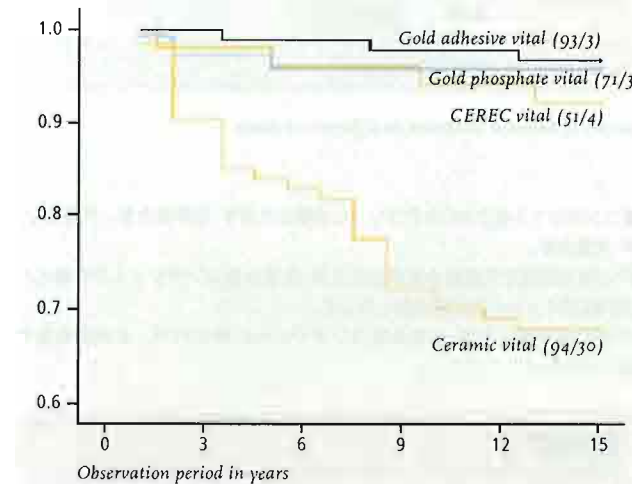 1.0
0.9
0.8
0.7
0.6
Gold adhesive vital (93/3)
Gold phosphate vital (71/3
CEREC vital (51/4)
Ceramic vital (94/30)
0 3 6 9 12 15
Observation period in years